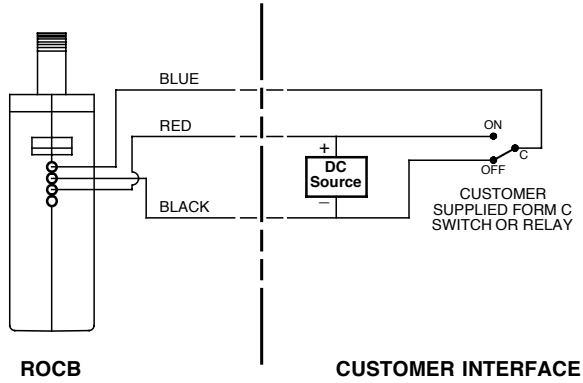 BLUE
RED
ON
+
DC
Source
–
C
OFF
BLACK
CUSTOMER
SUPPLIED FORM C
SWITCH OR RELAY
ROCB
CUSTOMER INTERFACE